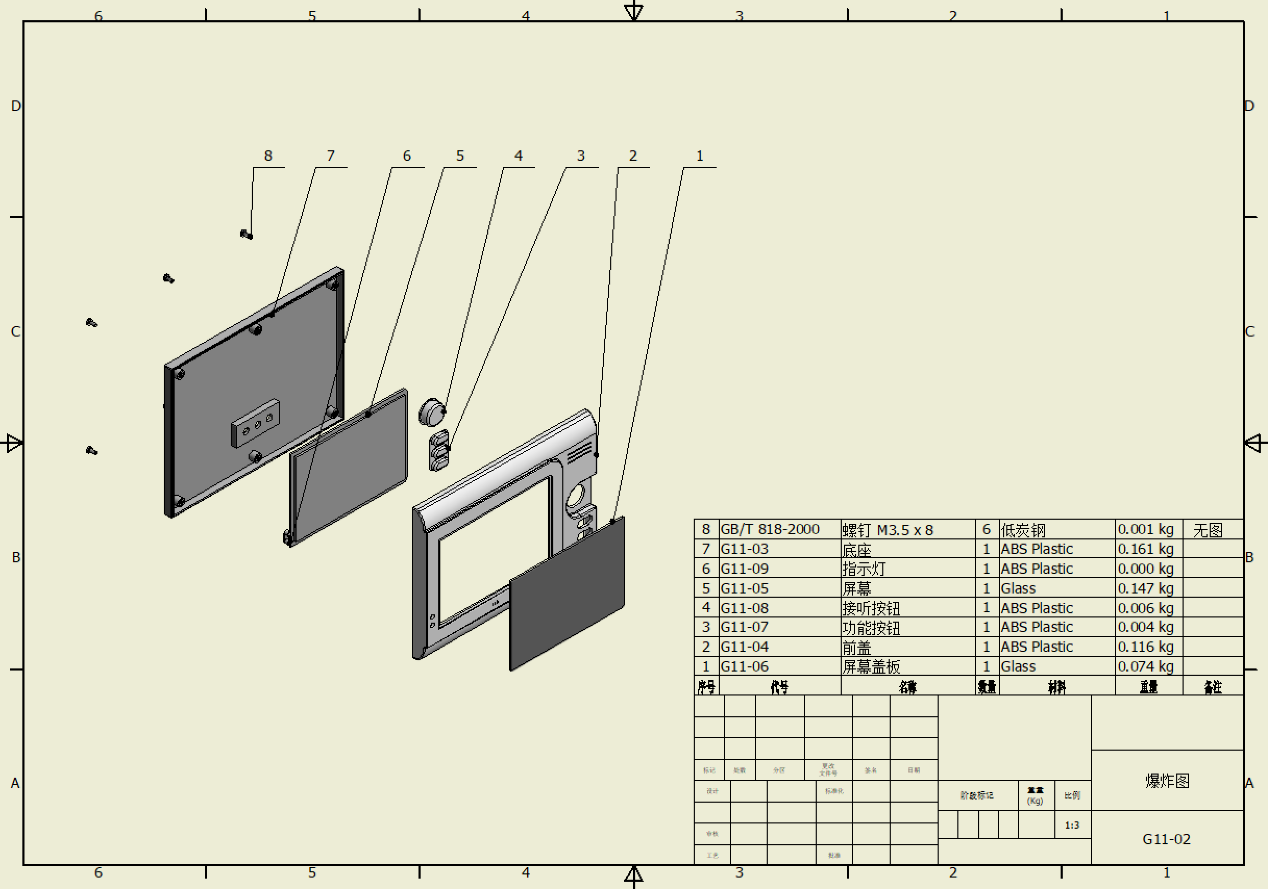 6 5 4 3 2 1
D D
8 7 6 5 4 3 2 1
C C
8 GB/T 818-2000 螺钉 M3.5 x 8 6 低炭钢 0.001 kg 无图
7 G11-03 底座 1 ABS Plastic 0.161 kg
B B
6 G11-09 指示灯 1 ABS Plastic 0.000 kg
5 G11-05 屏幕 1 Glass 0.147 kg
4 G11-08 接听按钮 1 ABS Plastic 0.006 kg
3 G11-07 功能按钮 1 ABS Plastic 0.004 kg
2 G11-04 前盖 1 ABS Plastic 0.116 kg
1 G11-06 屏幕盖板 1 Glass 0.074 kg
序号 代号 名称 数量 材料 重量 备注
标记 处数 分区 更改文件号 签名 日期
A A
爆炸图
设计 标准化
阶段标记 重量(Kg) 比例
1:3
审核
G11-02
工艺 批准
6 5 4 3 2 1